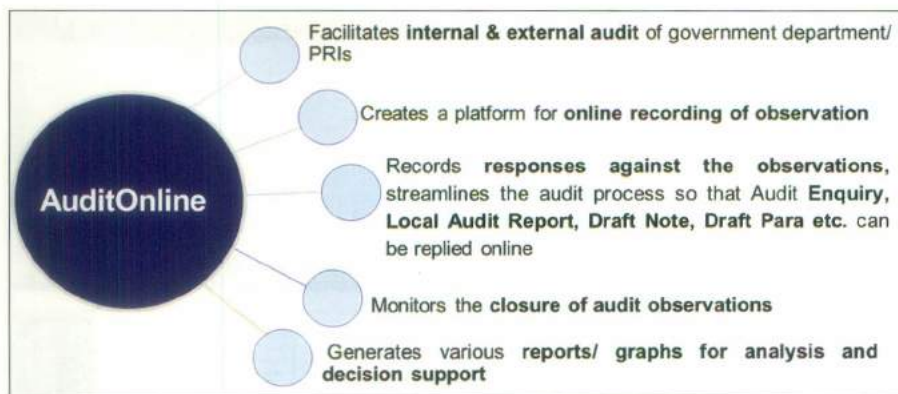 Facilitates internal & external audit of government department/
PRIs
Creates a platform for online recording of observation
AuditOnline
Records responses against the observations,
streamlines the audit process so that Audit Enquiry,
Local Audit Report, Draft Note, Draft Para etc. can
be replied online
Monitors the closure of audit observations
Generates various reports/ graphs for analysis and
decision support